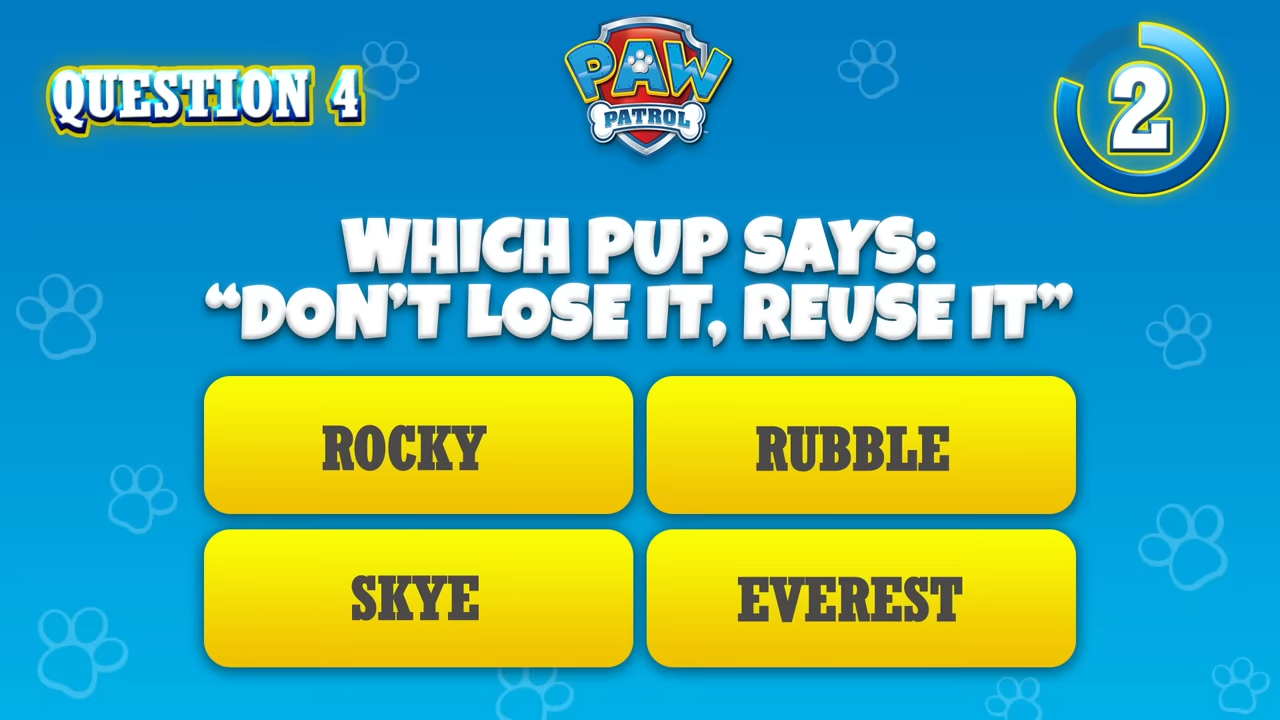 QUESTION 4
PAW
PATROL
2
WHICH PUP SAYS:
“DON’T LOSE IT, REUSE IT”
ROCKY
RUBBLE
SKYE
EVEREST